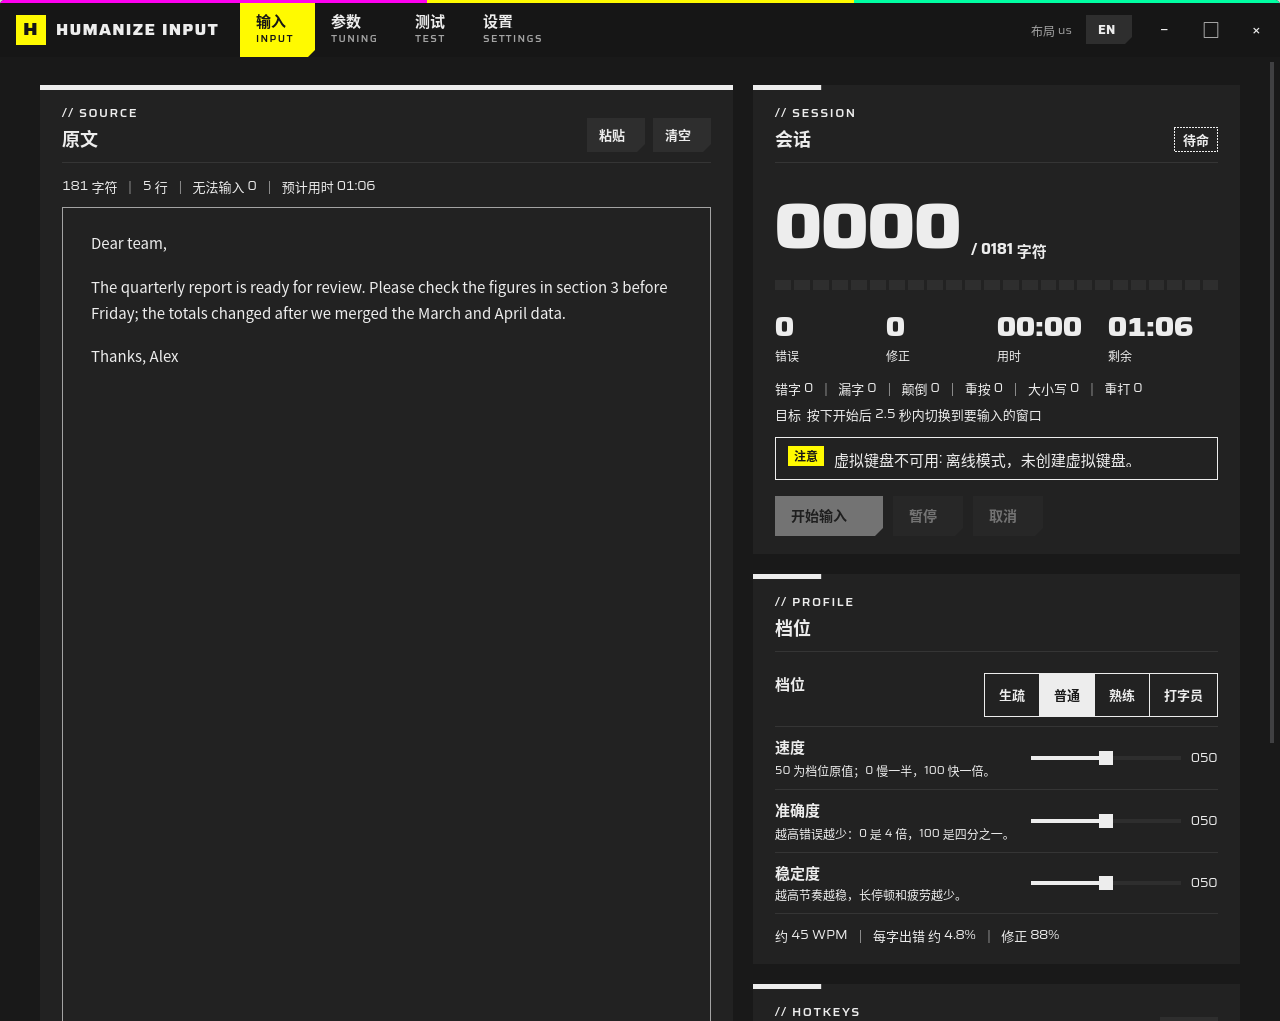 H HUMANIZE INPUT
输入
INPUT
参数
TUNING
测试
TEST
设置
SETTINGS
布局 us
EN
// SOURCE
原文
粘贴
清空
181 字符 | 5 行 | 无法输入 0 | 预计用时 01:06
Dear team,
The quarterly report is ready for review. Please check the figures in section 3 before
Friday; the totals changed after we merged the March and April data.
Thanks, Alex
// SESSION
会话
待命
0000 / 0181 字符
0
错误
0
修正
00:00
用时
01:06
剩余
错字 0 | 漏字 0 | 颠倒 0 | 重按 0 | 大小写 0 | 重打 0
目标 按下开始后 2.5 秒内切换到要输入的窗口
注意 虚拟键盘不可用: 离线模式，未创建虚拟键盘。
开始输入
暂停
取消
// PROFILE
档位
档位
生疏
普通
熟练
打字员
速度
50 为档位原值；0 慢一半，100 快一倍。
050
准确度
越高错误越少：0 是 4 倍，100 是四分之一。
050
稳定度
越高节奏越稳，长停顿和疲劳越少。
050
约 45 WPM | 每字出错 约 4.8% | 修正 88%
// HOTKEYS